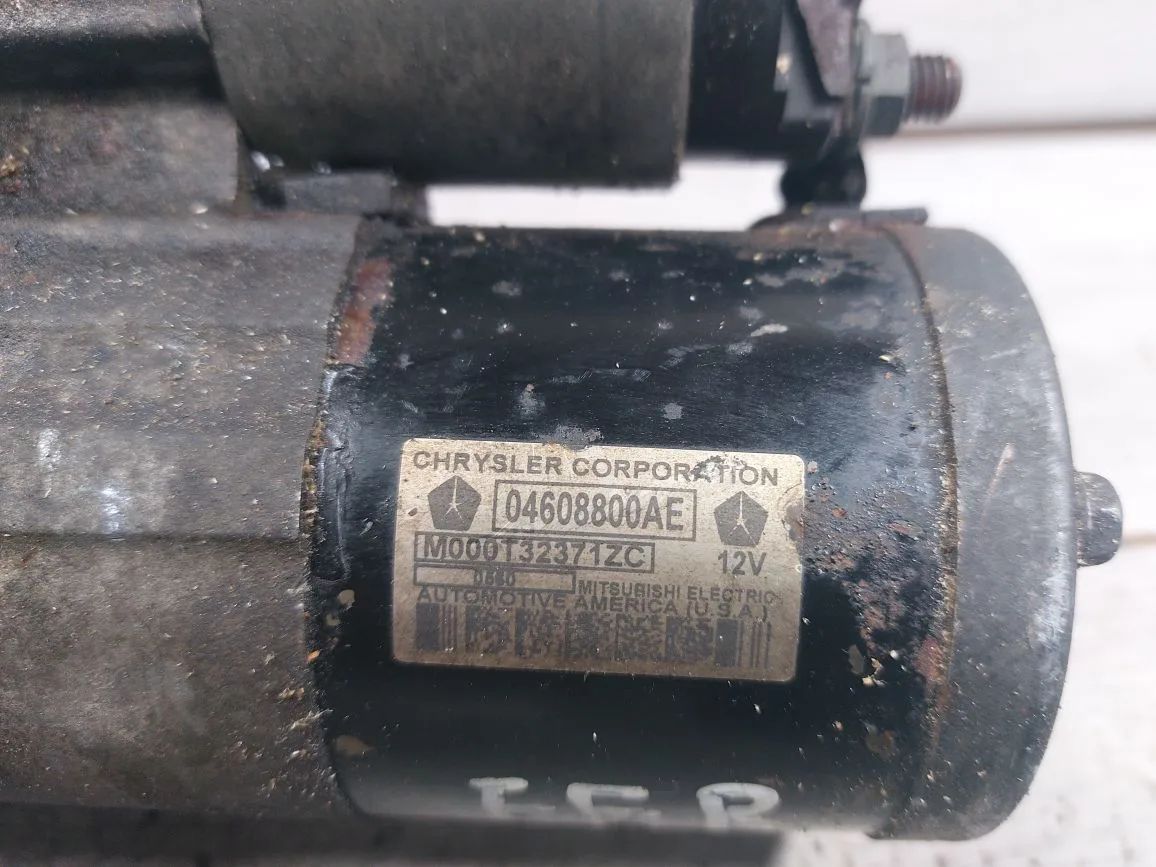 CHRYSLER CORPORATION
04608800AE
M000T32371ZC 12V
MITSUBISHI ELECTRIC
AUTOMOTIVE AMERICA (U.S.A.)